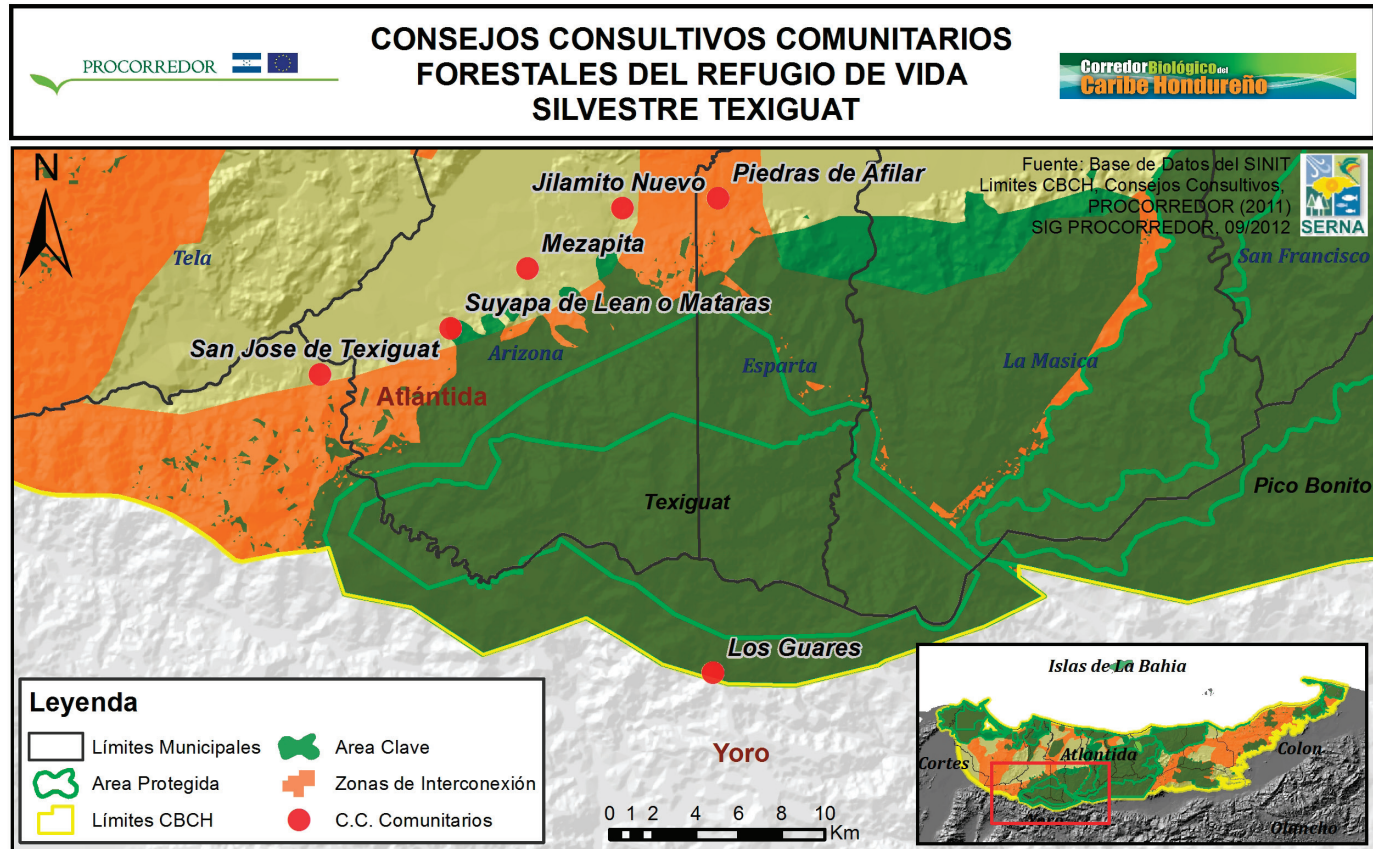 PROCORREDOR
CONSEJOS CONSULTIVOS COMUNITARIOS
FORESTALES DEL REFUGIO DE VIDA
SILVESTRE TEXIGUAT
Corredor Biológico del
Caribe Hondureño
N
Fuente: Base de Datos del SINIT
Limites CBCH, Consejos Consultivos,
PROCORREDOR (2011)
SIG PROCORREDOR, 09/2012
SERNA
Jilamito Nuevo
Piedras de Afilar
Tela
Mezapita
San Francisco
Suyapa de Lean o Mataras
San Jose de Texiguat
Arizona
Esparta
La Masica
Atlántida
Texiguat
Pico Bonito
Los Guares
Yoro
Leyenda
Límites Municipales
Area Clave
Area Protegida
Zonas de Interconexión
Límites CBCH
C.C. Comunitarios
0 1 2 4 6 8 10
Km
Islas de La Bahia
Cortes
Atlantida
Colon
Olancho